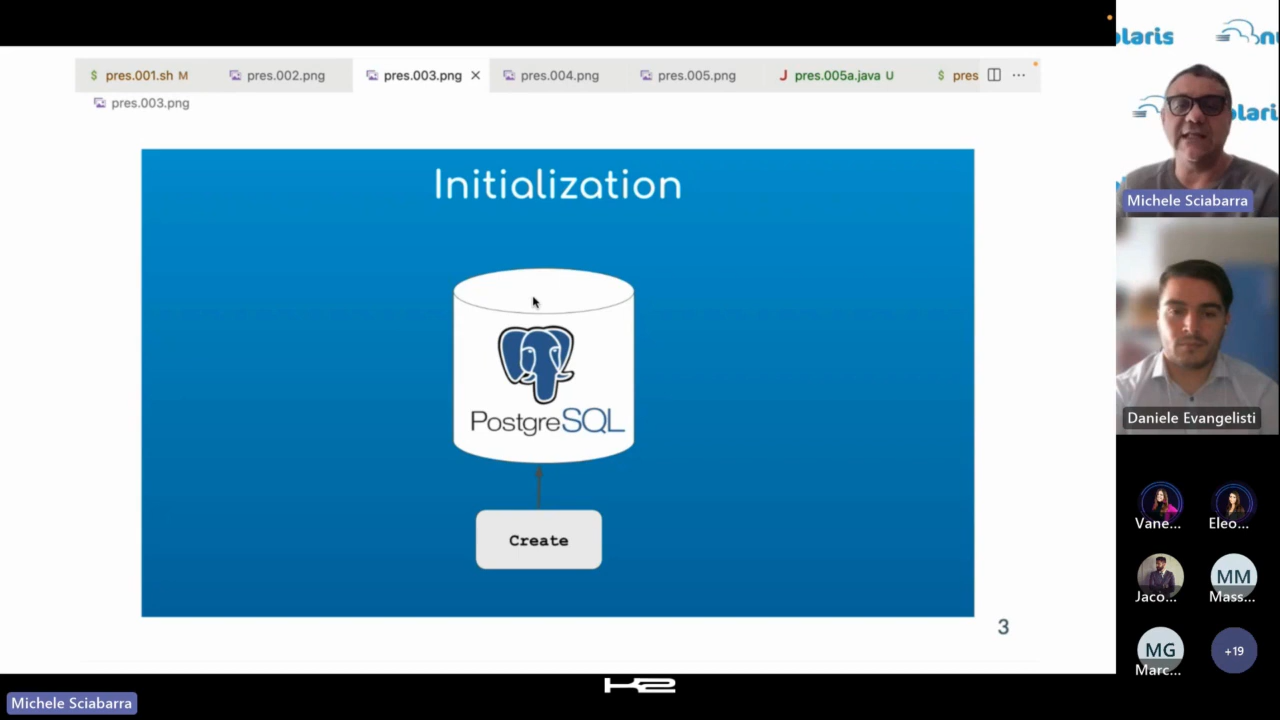 $ pres.001.sh M
pres.002.png
pres.003.png
pres.004.png
pres.005.png
J pres.005a.java U
$ pres
pres.003.png
Initialization
PostgreSQL
Create
3
Michele Sciabarra
Daniele Evangelisti
Vane...
Eleo...
Jaco...
MM
Mass...
MG
Marc...
+19
Michele Sciabarra